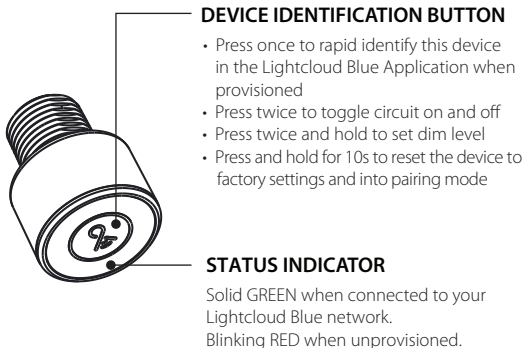 DEVICE IDENTIFICATION BUTTON
• Press once to rapid identify this device
in the Lightcloud Blue Application when
provisioned
• Press twice to toggle circuit on and off
• Press twice and hold to set dim level
• Press and hold for 10s to reset the device to
factory settings and into pairing mode
STATUS INDICATOR
Solid GREEN when connected to your
Lightcloud Blue network.
Blinking RED when unprovisioned.